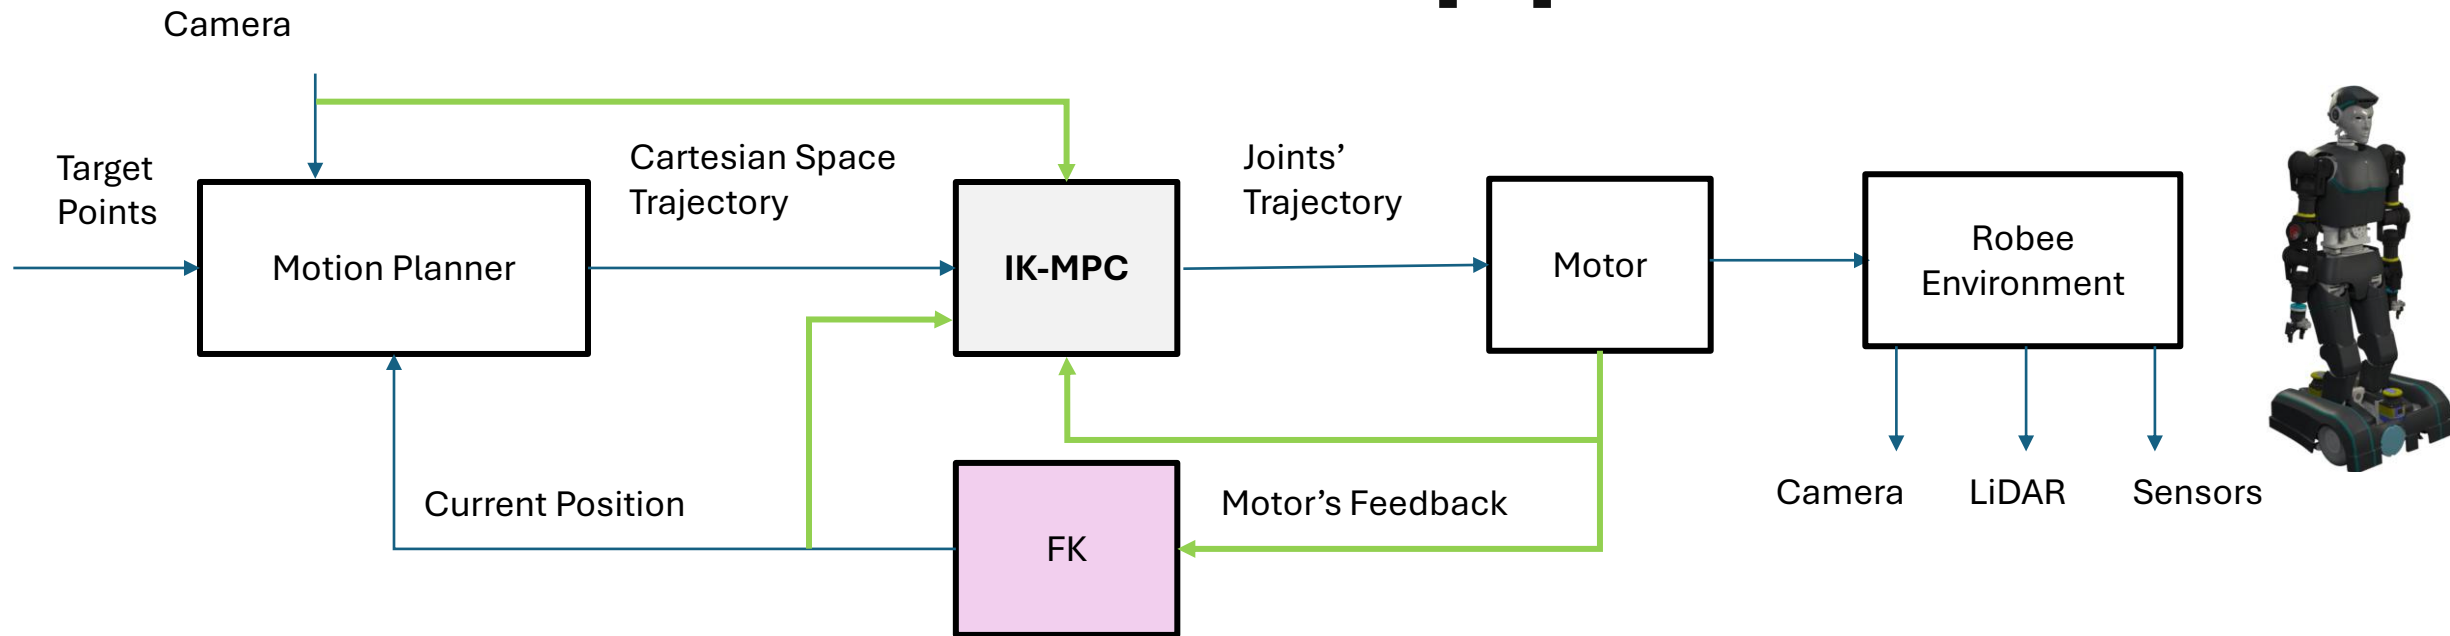 Camera
Target
Points
Cartesian Space
Trajectory
Joints’
Trajectory
Motion Planner
IK-MPC
Motor
Robee
Environment
Current Position
FK
Motor’s Feedback
Camera
LiDAR
Sensors